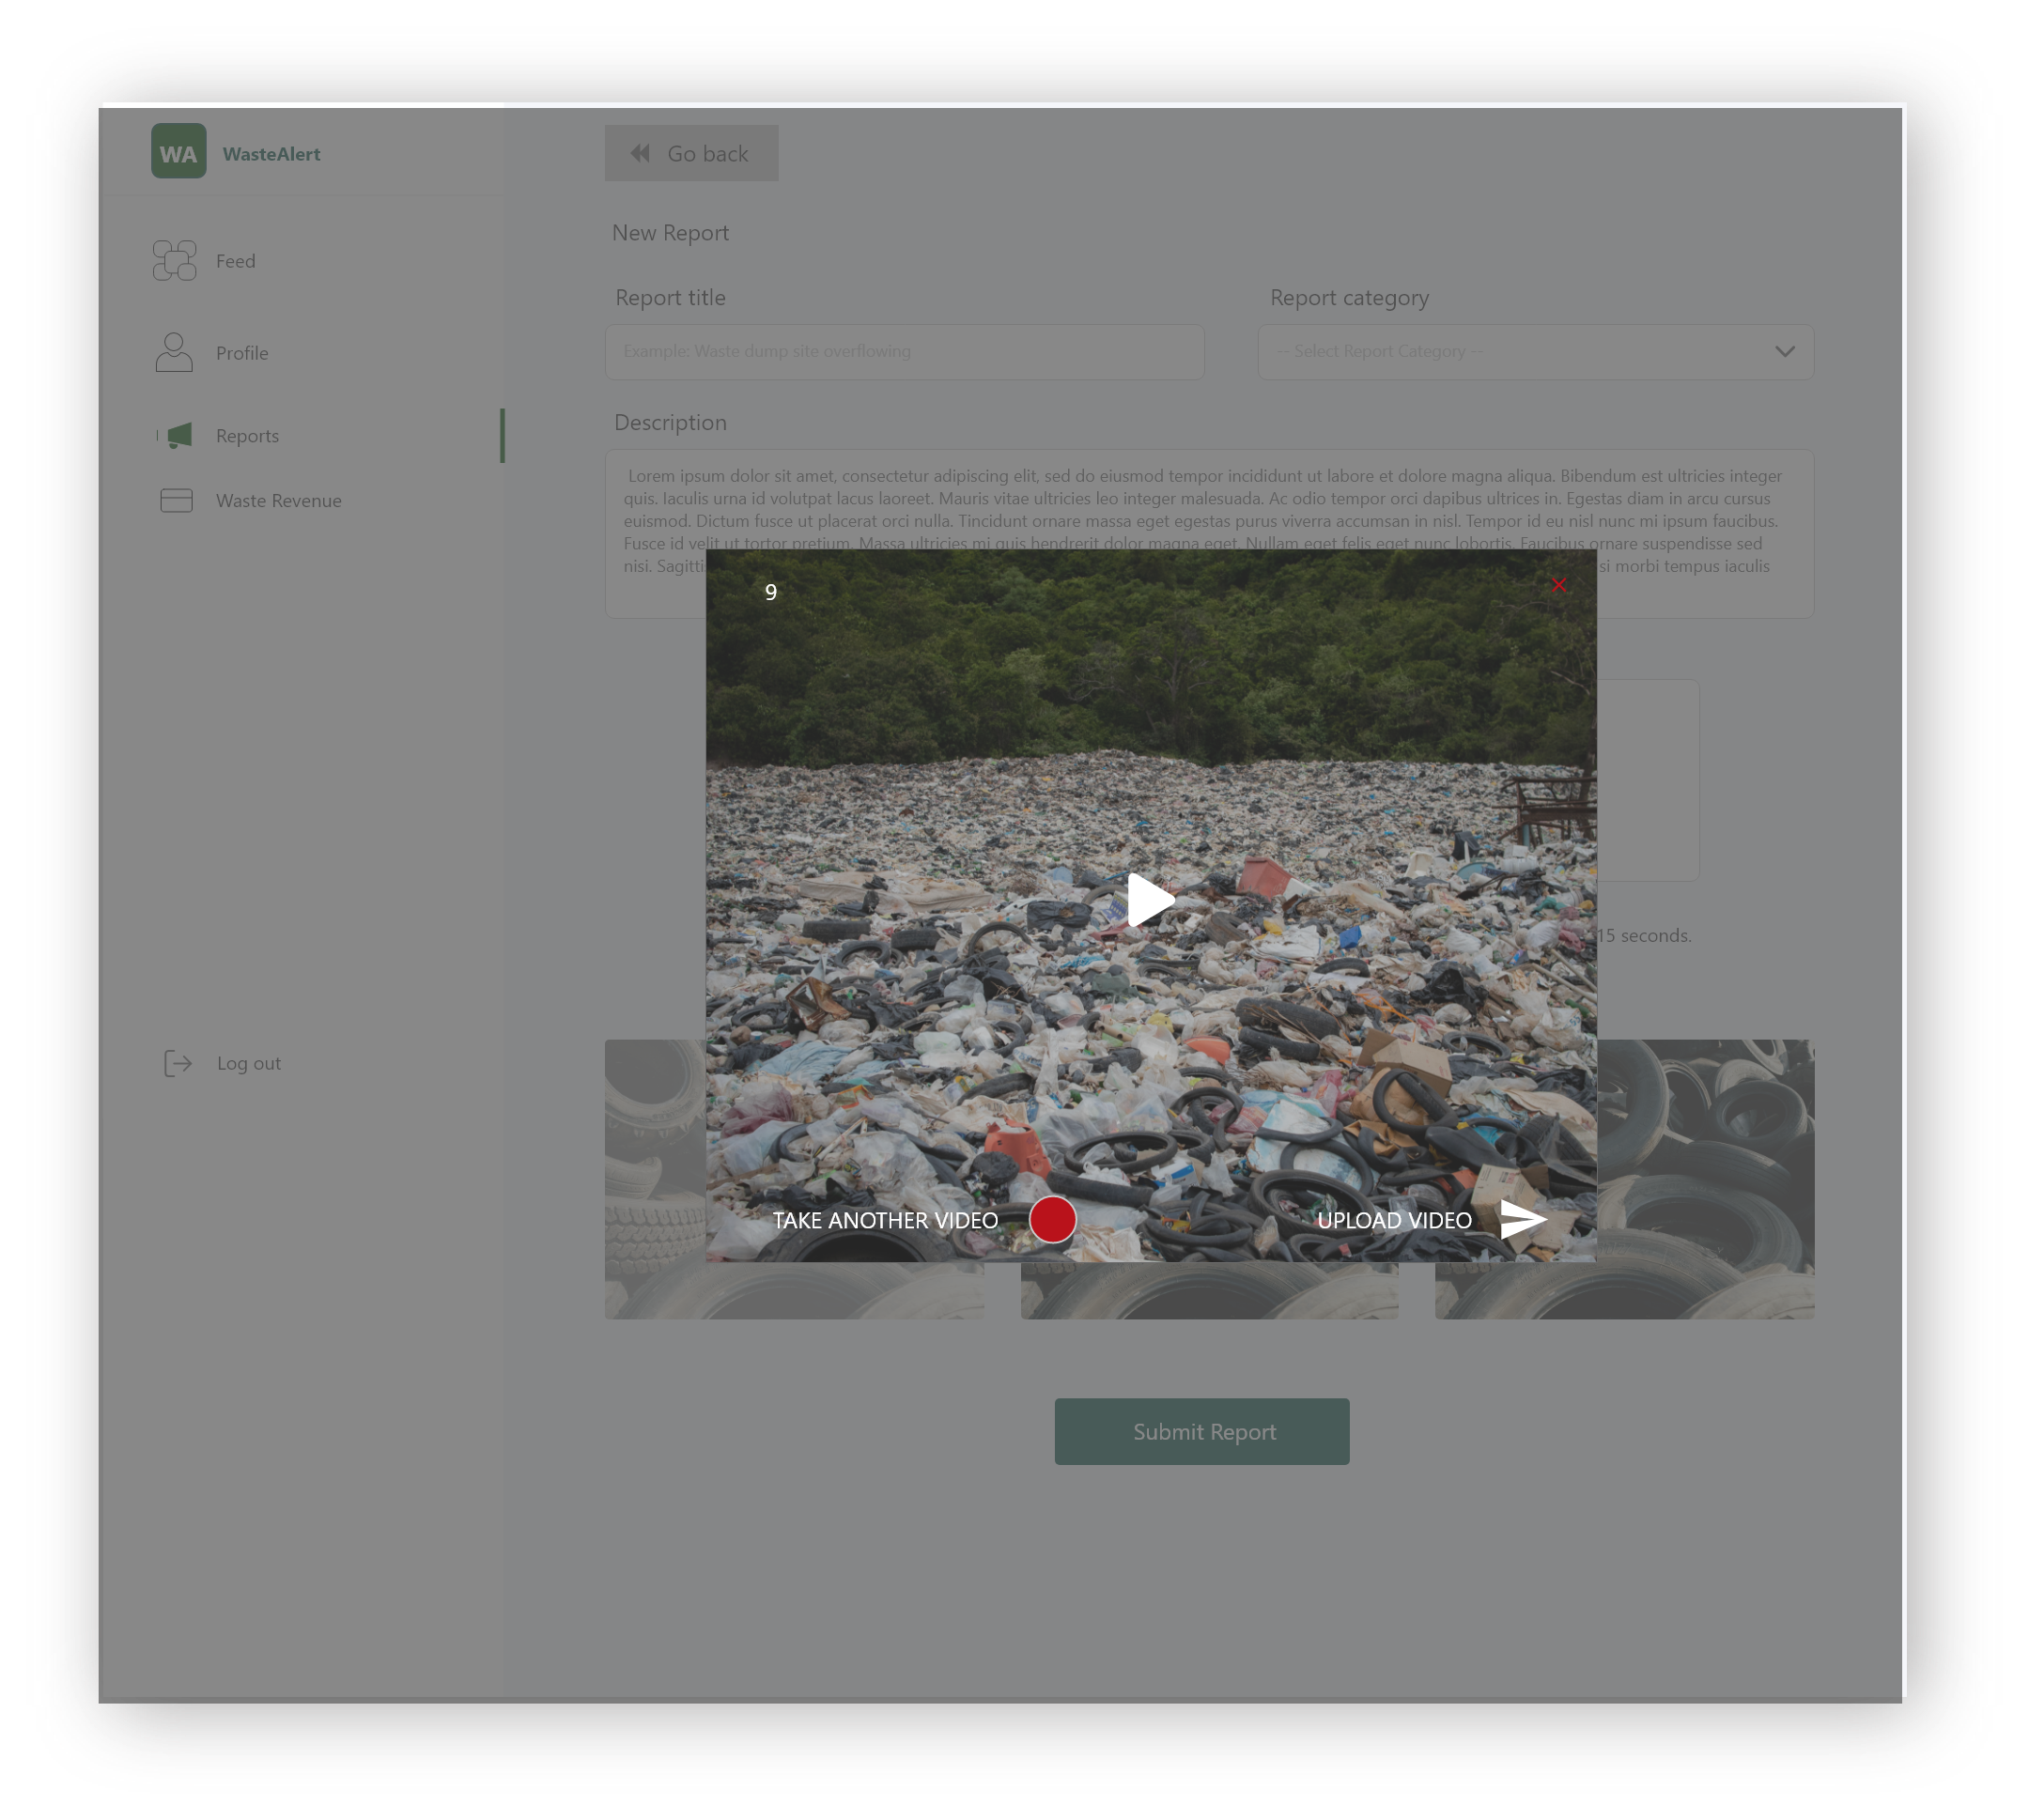 WA
WasteAlert
Go back
Feed
Profile
Reports
Waste Revenue
Log out
New Report
Report title
Report category
Example: Waste dump site overflowing
-- Select Report Category --
Description
Lorem ipsum dolor sit amet, consectetur adipiscing elit, sed do eiusmod tempor incididunt ut labore et dolore magna aliqua. Bibendum est ultricies integer
quis. Iaculis urna id volutpat lacus laoreet. Mauris vitae ultricies leo integer malesuada. Ac odio tempor orci dapibus ultrices in. Egestas diam in arcu cursus
euismod. Dictum fusce ut placerat orci nulla. Tincidunt ornare massa eget egestas purus viverra accumsan in nisl. Tempor id eu nisl nunc mi ipsum faucibus.
Fusce id velit ut tortor pretium. Massa ultricies mi quis hendrerit dolor magna eget. Nullam eget felis eget nunc lobortis. Faucibus ornare suspendisse sed
nisi. Sagitti si morbi tempus iaculis
9
15 seconds.
TAKE ANOTHER VIDEO
UPLOAD VIDEO
Submit Report